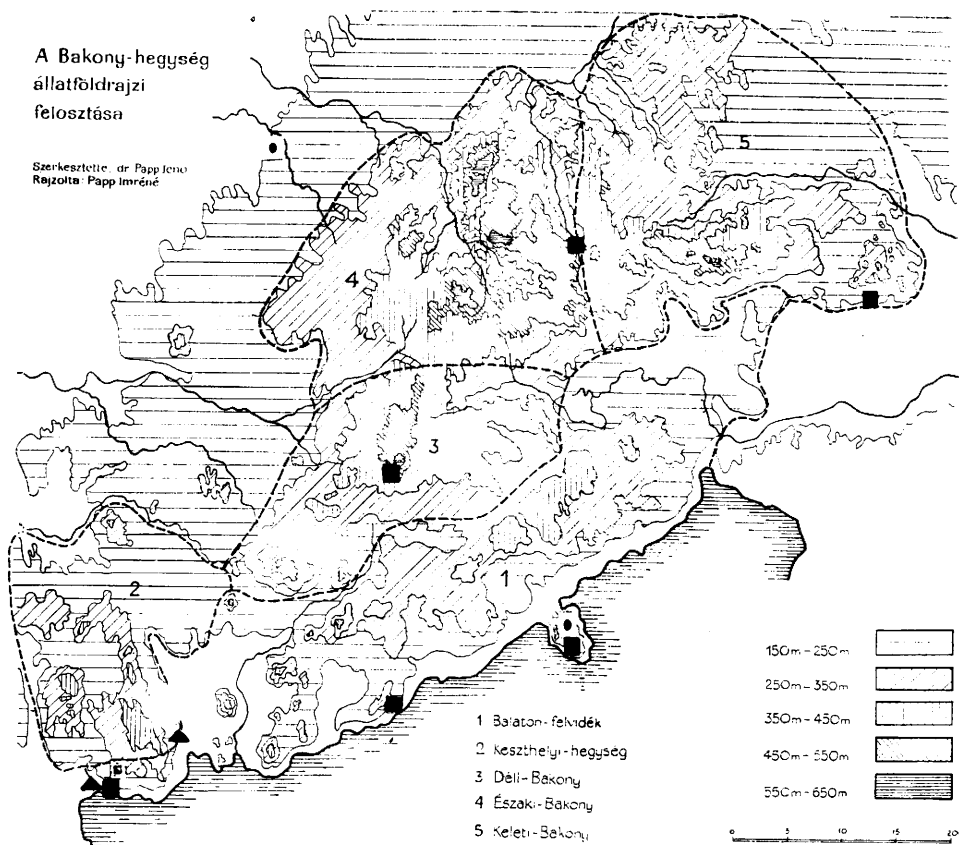 A Bakony-hegység
állatföldrajzi
felosztása
Szerkesztette: dr Papp Jenő
Rajzolta: Papp Imréné
5
4
3
2
1
150m - 250m
250m - 350m
350m - 450m
450m - 550m
550m - 650m
1 Balaton-felvidék
2 Keszthelyi-hegység
3 Déli-Bakony
4 Északi-Bakony
5 Keleti-Bakony
0 5 10 15 20